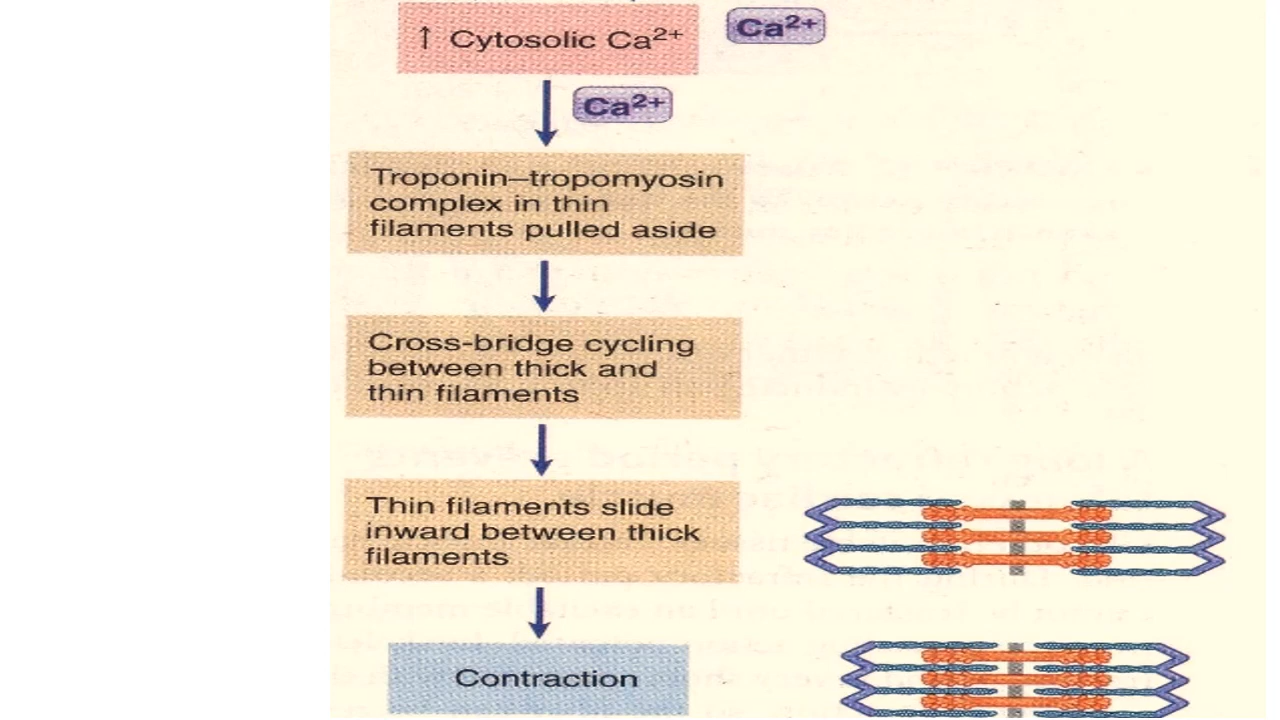 ↑ Cytosolic Ca²⁺
Ca²⁺
Ca²⁺
Troponin–tropomyosin
complex in thin
filaments pulled aside
Cross-bridge cycling
between thick and
thin filaments
Thin filaments slide
inward between thick
filaments
Contraction